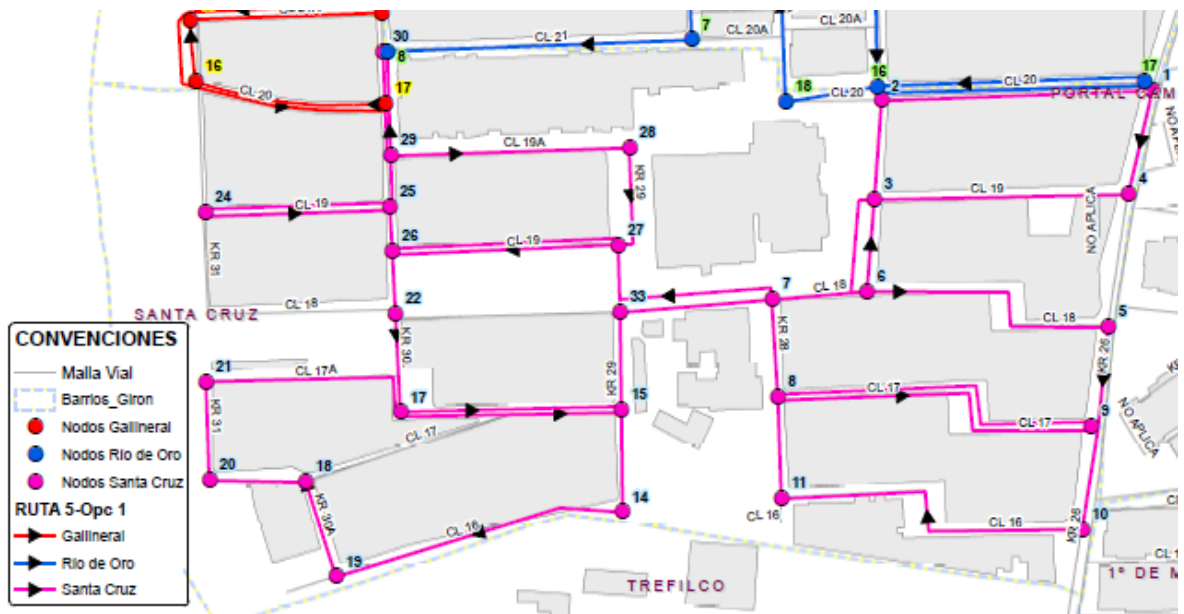 30
CL 21
7
CL 20A
CL 20A
8
16
17
CL 20
16
2
CL 20
17
1
18
CL 20
PORTAL CAM
29
CL 19A
28
KR 29
NO APLICA
24
CL 19
25
3
CL 19
4
26
CL 19
27
KR 31
CL 18
22
33
7
CL 18
6
CL 18
5
SANTA CRUZ
KR 30
KR 29
KR 28
KR 26
CONVENCIONES
Malla Vial
Barrios_Giron
Nodos Gallineral
Nodos Rio de Oro
Nodos Santa Cruz
RUTA 5-Opc 1
Gallineral
Rio de Oro
Santa Cruz
21
CL 17A
17
15
8
CL 17
CL 17
9
NO APLICA
KR 31
CL 17
20
18
KR 30A
14
11
CL 16
CL 16
10
KR 26
CL 16
19
TREFILCO
CL 1
1º DE M